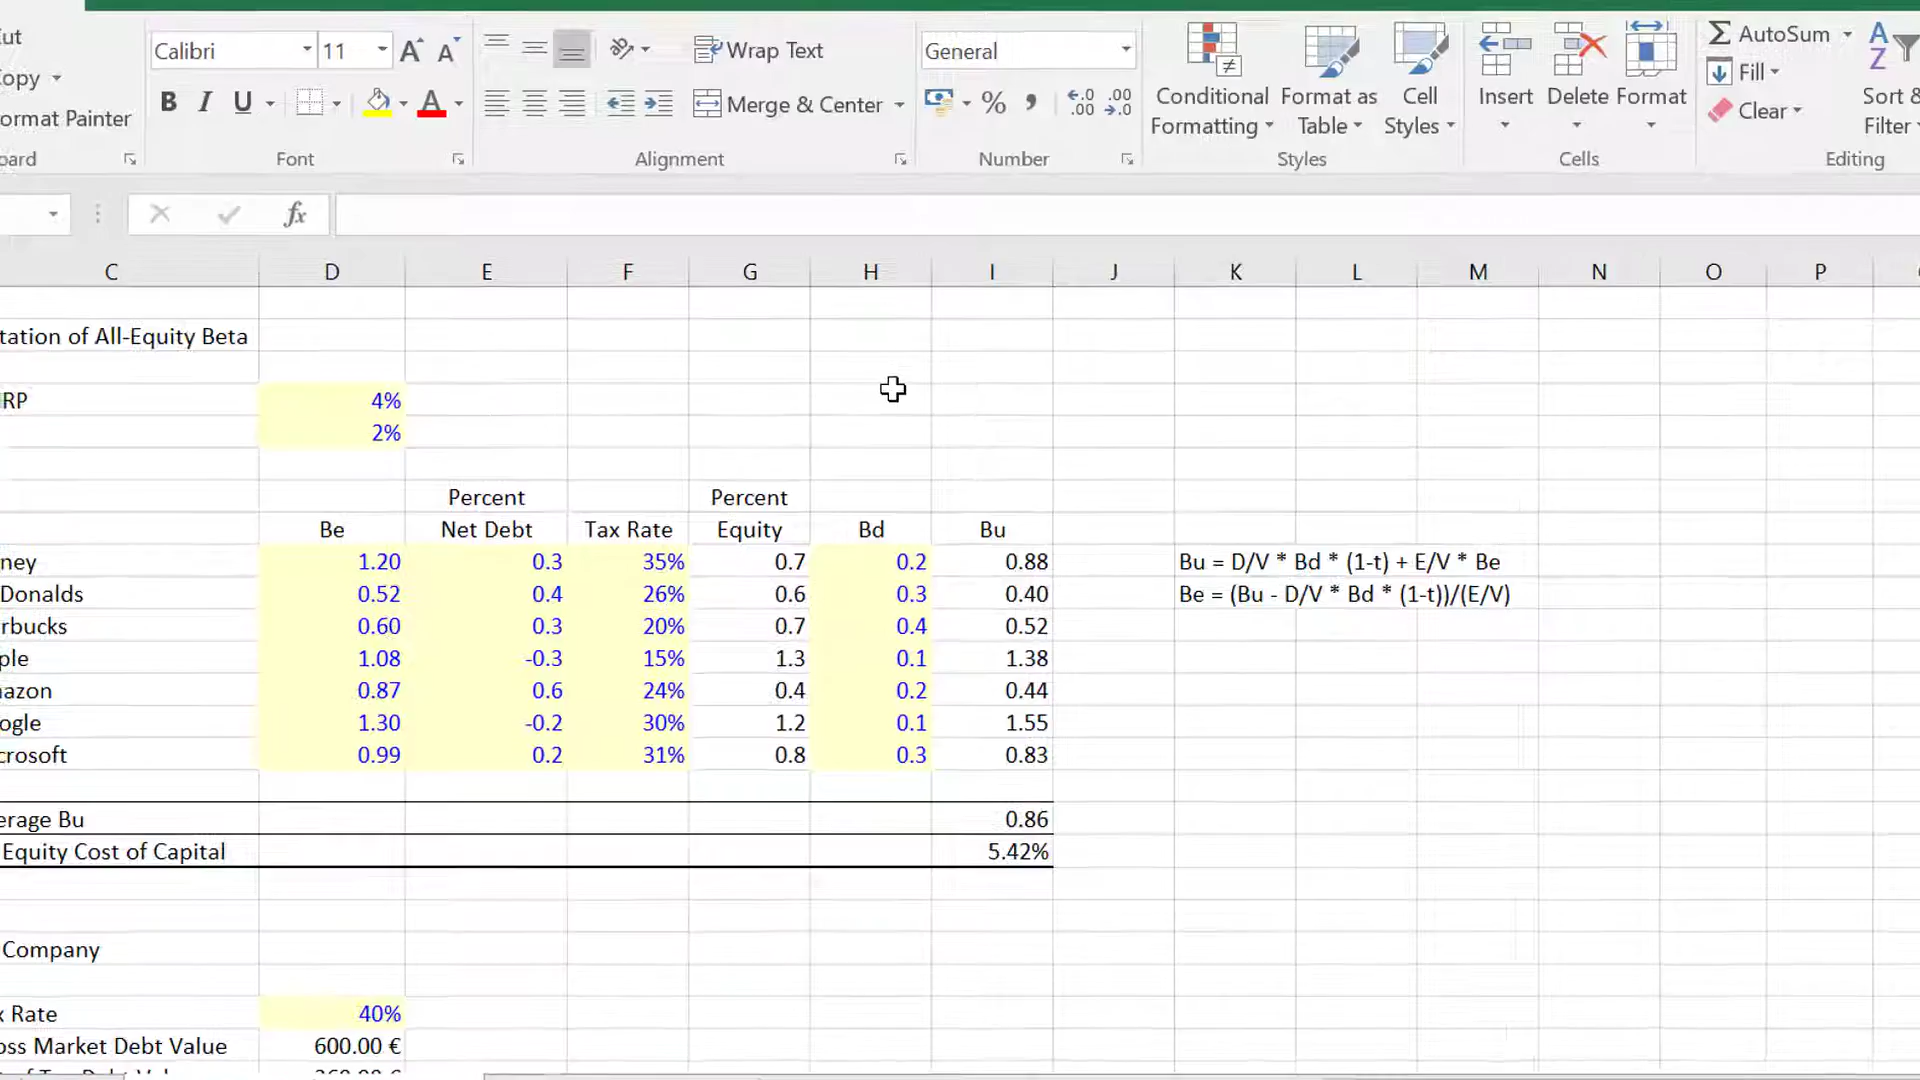 ut
Calibri 11 A A
Wrap Text
General
AutoSum
opy
Fill
ormat Painter
B I U A
Merge & Center
% , .0 .00 .00 .0
Conditional Formatting
Format as Table
Cell Styles
Insert Delete Format
Clear
Sort & Filter
oard Font Alignment Number Styles Cells Editing
fx
C D E F G H I J K L M N O P
tation of All-Equity Beta
RP 4%
2%
Percent Percent
Be Net Debt Tax Rate Equity Bd Bu
ney 1.20 0.3 35% 0.7 0.2 0.88 Bu = D/V * Bd * (1-t) + E/V * Be
Donalds 0.52 0.4 26% 0.6 0.3 0.40 Be = (Bu - D/V * Bd * (1-t))/(E/V)
rbucks 0.60 0.3 20% 0.7 0.4 0.52
ple 1.08 -0.3 15% 1.3 0.1 1.38
azon 0.87 0.6 24% 0.4 0.2 0.44
ogle 1.30 -0.2 30% 1.2 0.1 1.55
crosoft 0.99 0.2 31% 0.8 0.3 0.83
erage Bu 0.86
Equity Cost of Capital 5.42%
Company
x Rate 40%
oss Market Debt Value 600.00 €